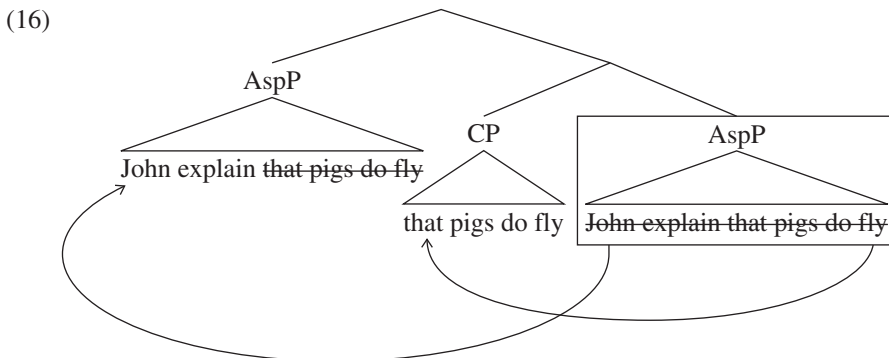 (16)
AspP
CP
AspP
John explain that pigs do fly
that pigs do fly
John explain that pigs do fly